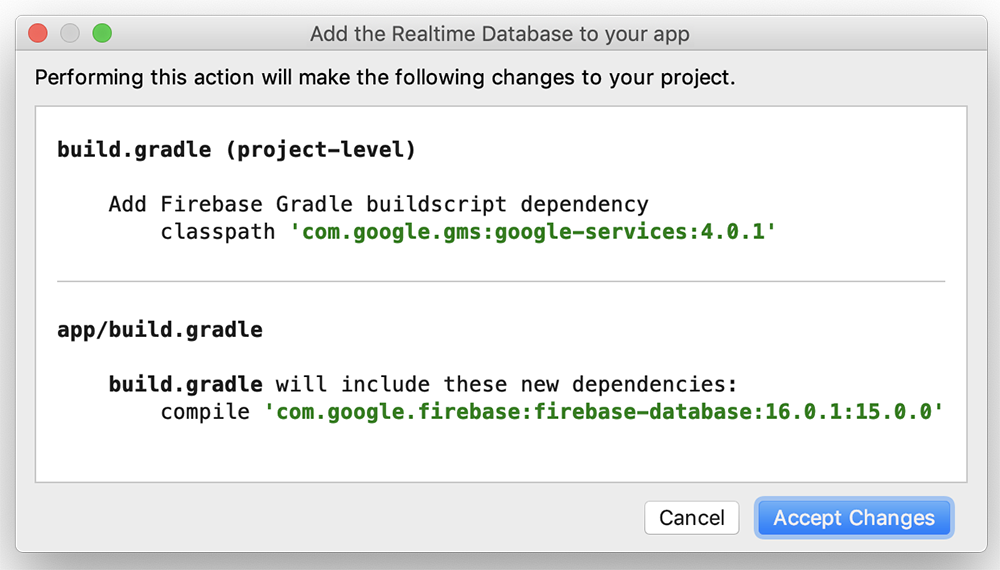 Add the Realtime Database to your app
Performing this action will make the following changes to your project.
build.gradle (project-level)
Add Firebase Gradle buildscript dependency
classpath 'com.google.gms:google-services:4.0.1'
app/build.gradle
build.gradle will include these new dependencies:
compile 'com.google.firebase:firebase-database:16.0.1:15.0.0'
Cancel
Accept Changes